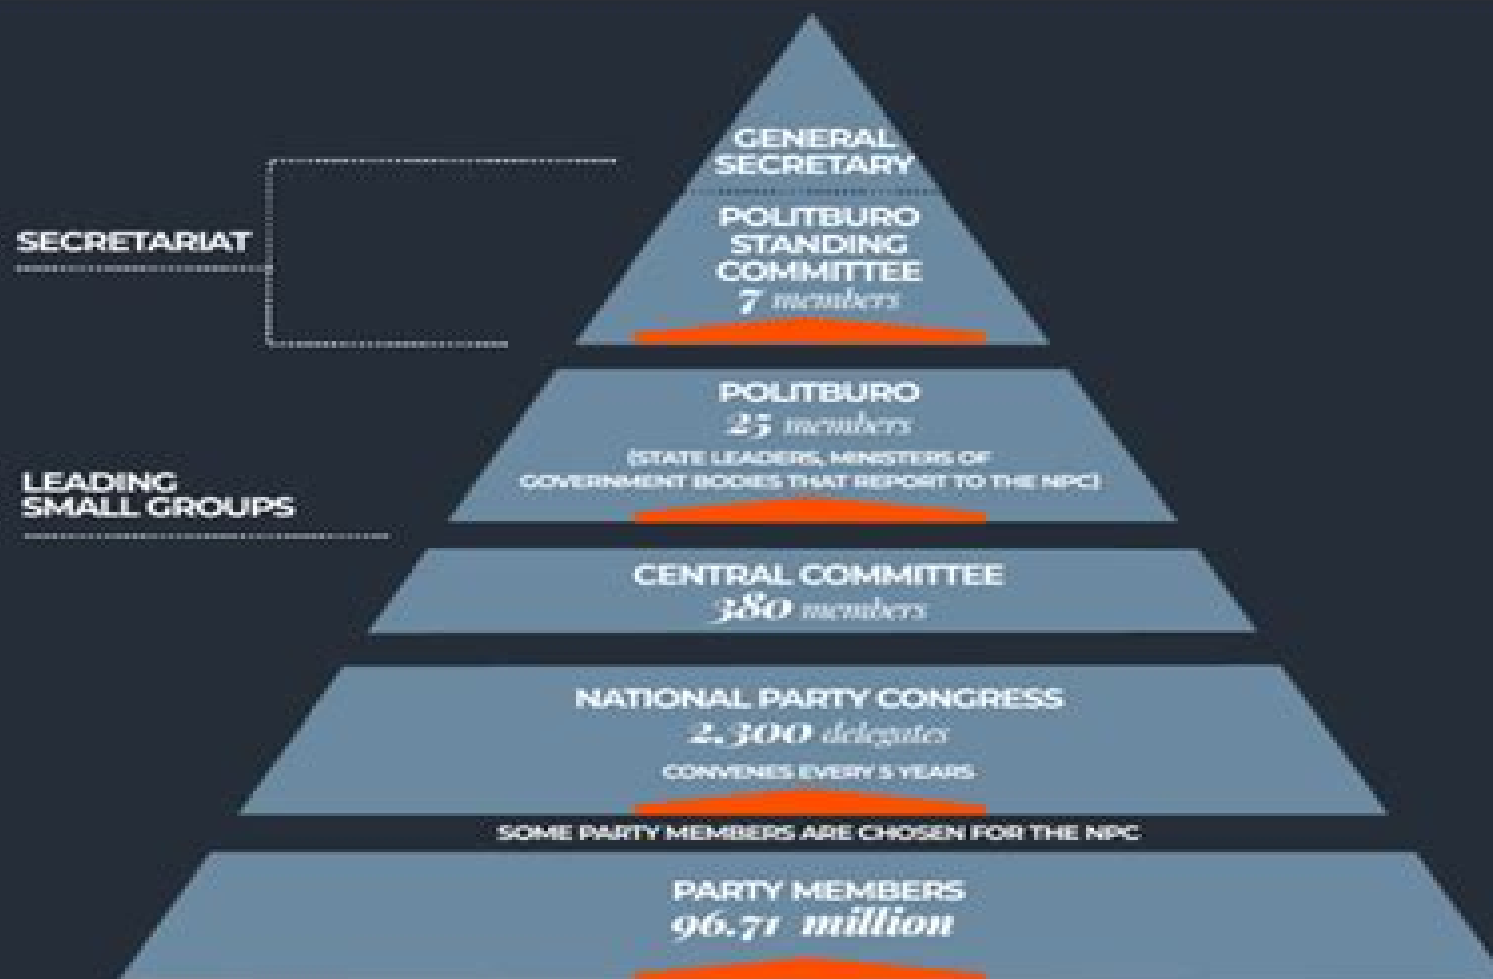 GENERAL
SECRETARY
SECRETARIAT
POLITBURO
STANDING
COMMITTEE
7 members
POLITBURO
25 members
(STATE LEADERS, MINISTERS OF
GOVERNMENT BODIES THAT REPORT TO THE NPC)
LEADING
SMALL GROUPS
CENTRAL COMMITTEE
380 members
NATIONAL PARTY CONGRESS
2,300 delegates
CONVENES EVERY 5 YEARS
SOME PARTY MEMBERS ARE CHOSEN FOR THE NPC
PARTY MEMBERS
96.71 million